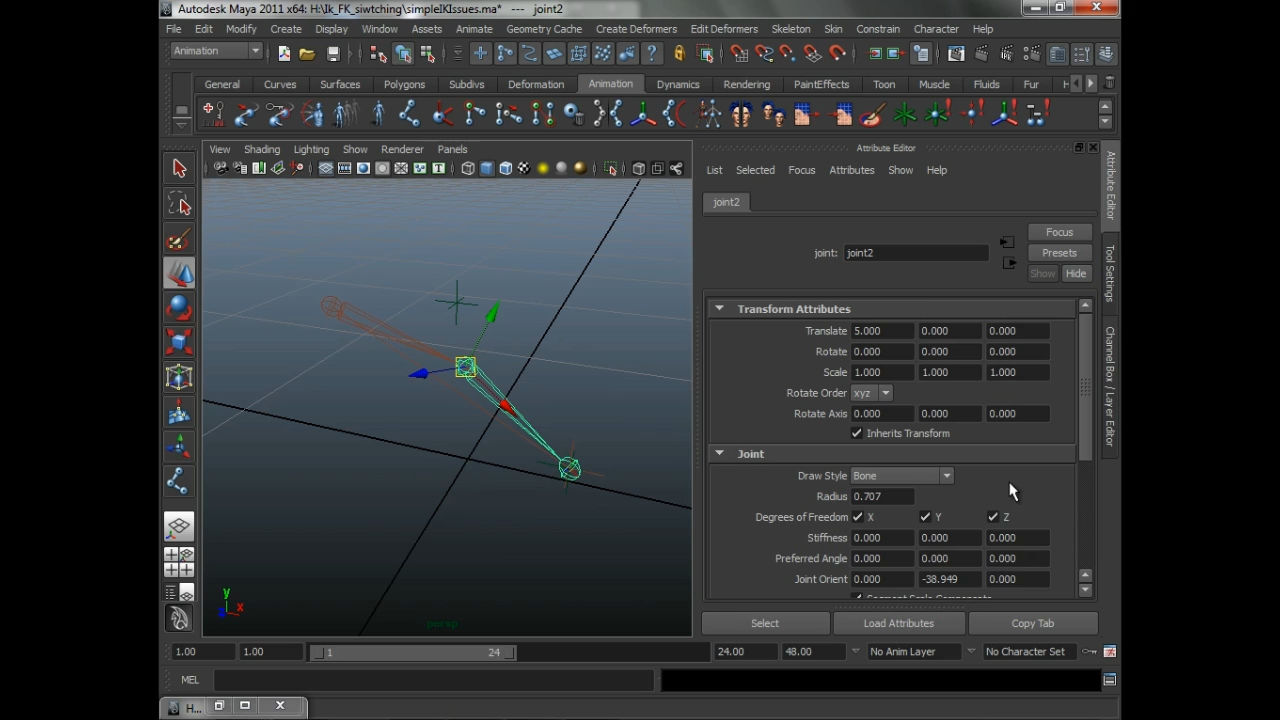 Autodesk Maya 2011 x64: H:\Ik_FK_siwtching\simpleIKIssues.ma* --- joint2
File Edit Modify Create Display Window Assets Animate Geometry Cache Create Deformers Edit Deformers Skeleton Skin Constrain Character Help
Animation
General Curves Surfaces Polygons Subdivs Deformation Animation Dynamics Rendering PaintEffects Toon Muscle Fluids Fur
View Shading Lighting Show Renderer Panels
Attribute Editor
List Selected Focus Attributes Show Help
joint2
Focus
joint: joint2
Presets
Show Hide
Transform Attributes
Translate 5.000 0.000 0.000
Rotate 0.000 0.000 0.000
Scale 1.000 1.000 1.000
Rotate Order xyz
Rotate Axis 0.000 0.000 0.000
Inherits Transform
Joint
Draw Style Bone
Radius 0.707
Degrees of Freedom X Y Z
Stiffness 0.000 0.000 0.000
Preferred Angle 0.000 0.000 0.000
Joint Orient 0.000 -38.949 0.000
Segment Scale Compensate
Select Load Attributes Copy Tab
Attribute Editor
Tool Settings
Channel Box / Layer Editor
y
z x
persp
1.00 1.00 1 24 24.00 48.00 No Anim Layer No Character Set
MEL
H...